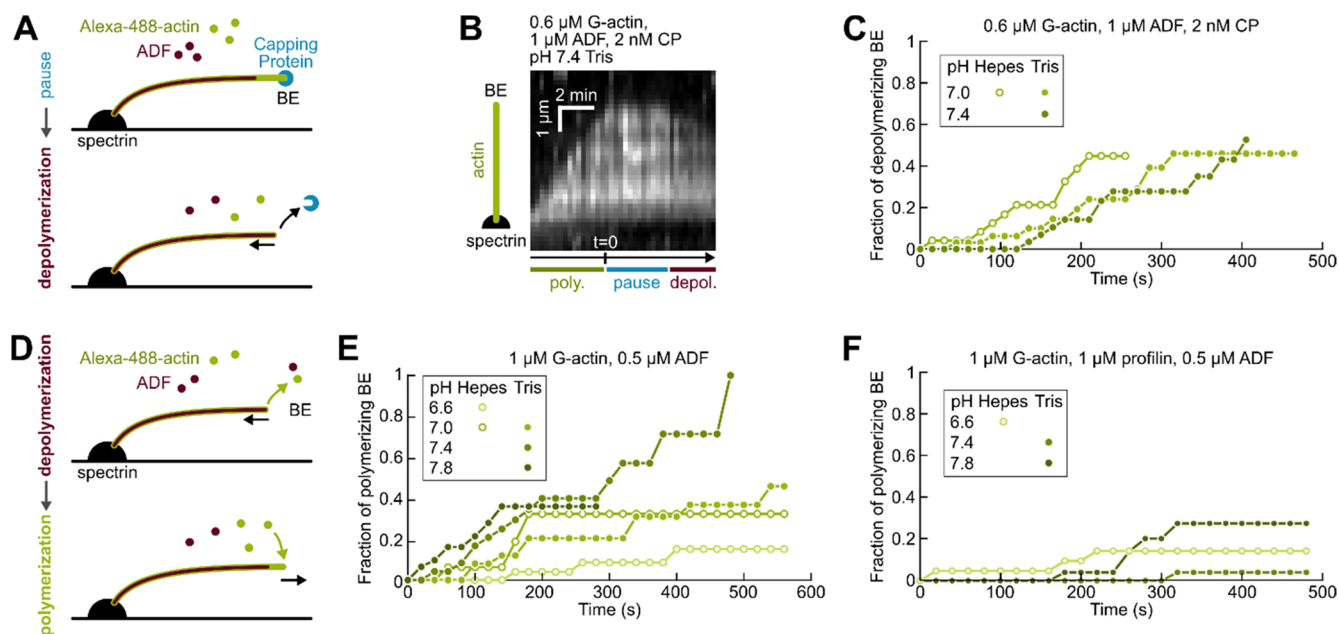 A
Alexa-488-actin
ADF
Capping
Protein
BE
spectrin
pause
depolymerization
B
0.6 µM G-actin,
1 µM ADF, 2 nM CP
pH 7.4 Tris
BE
actin
spectrin
2 min
1 µm
t=0
poly.
pause
depol.
C
0.6 µM G-actin, 1 µM ADF, 2 nM CP
pH Hepes Tris
7.0
7.4
Fraction of depolymerizing BE
1
0.8
0.6
0.4
0.2
0
0 100 200 300 400 500
Time (s)
D
Alexa-488-actin
ADF
BE
spectrin
depolymerization
polymerization
E
1 µM G-actin, 0.5 µM ADF
pH Hepes Tris
6.6
7.0
7.4
7.8
Fraction of polymerizing BE
1
0.8
0.6
0.4
0.2
0
0 100 200 300 400 500 600
Time (s)
F
1 µM G-actin, 1 µM profilin, 0.5 µM ADF
pH Hepes Tris
6.6
7.4
7.8
Fraction of polymerizing BE
1
0.8
0.6
0.4
0.2
0
0 100 200 300 400 500
Time (s)